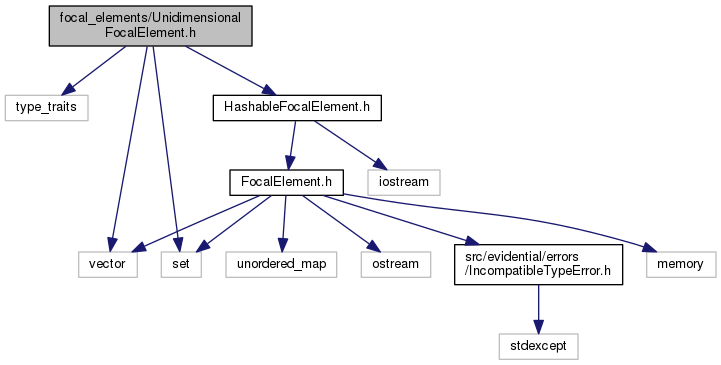 focal_elements/Unidimensional
FocalElement.h
type_traits
HashableFocalElement.h
FocalElement.h
iostream
vector
set
unordered_map
ostream
src/evidential/errors
/IncompatibleTypeError.h
memory
stdexcept